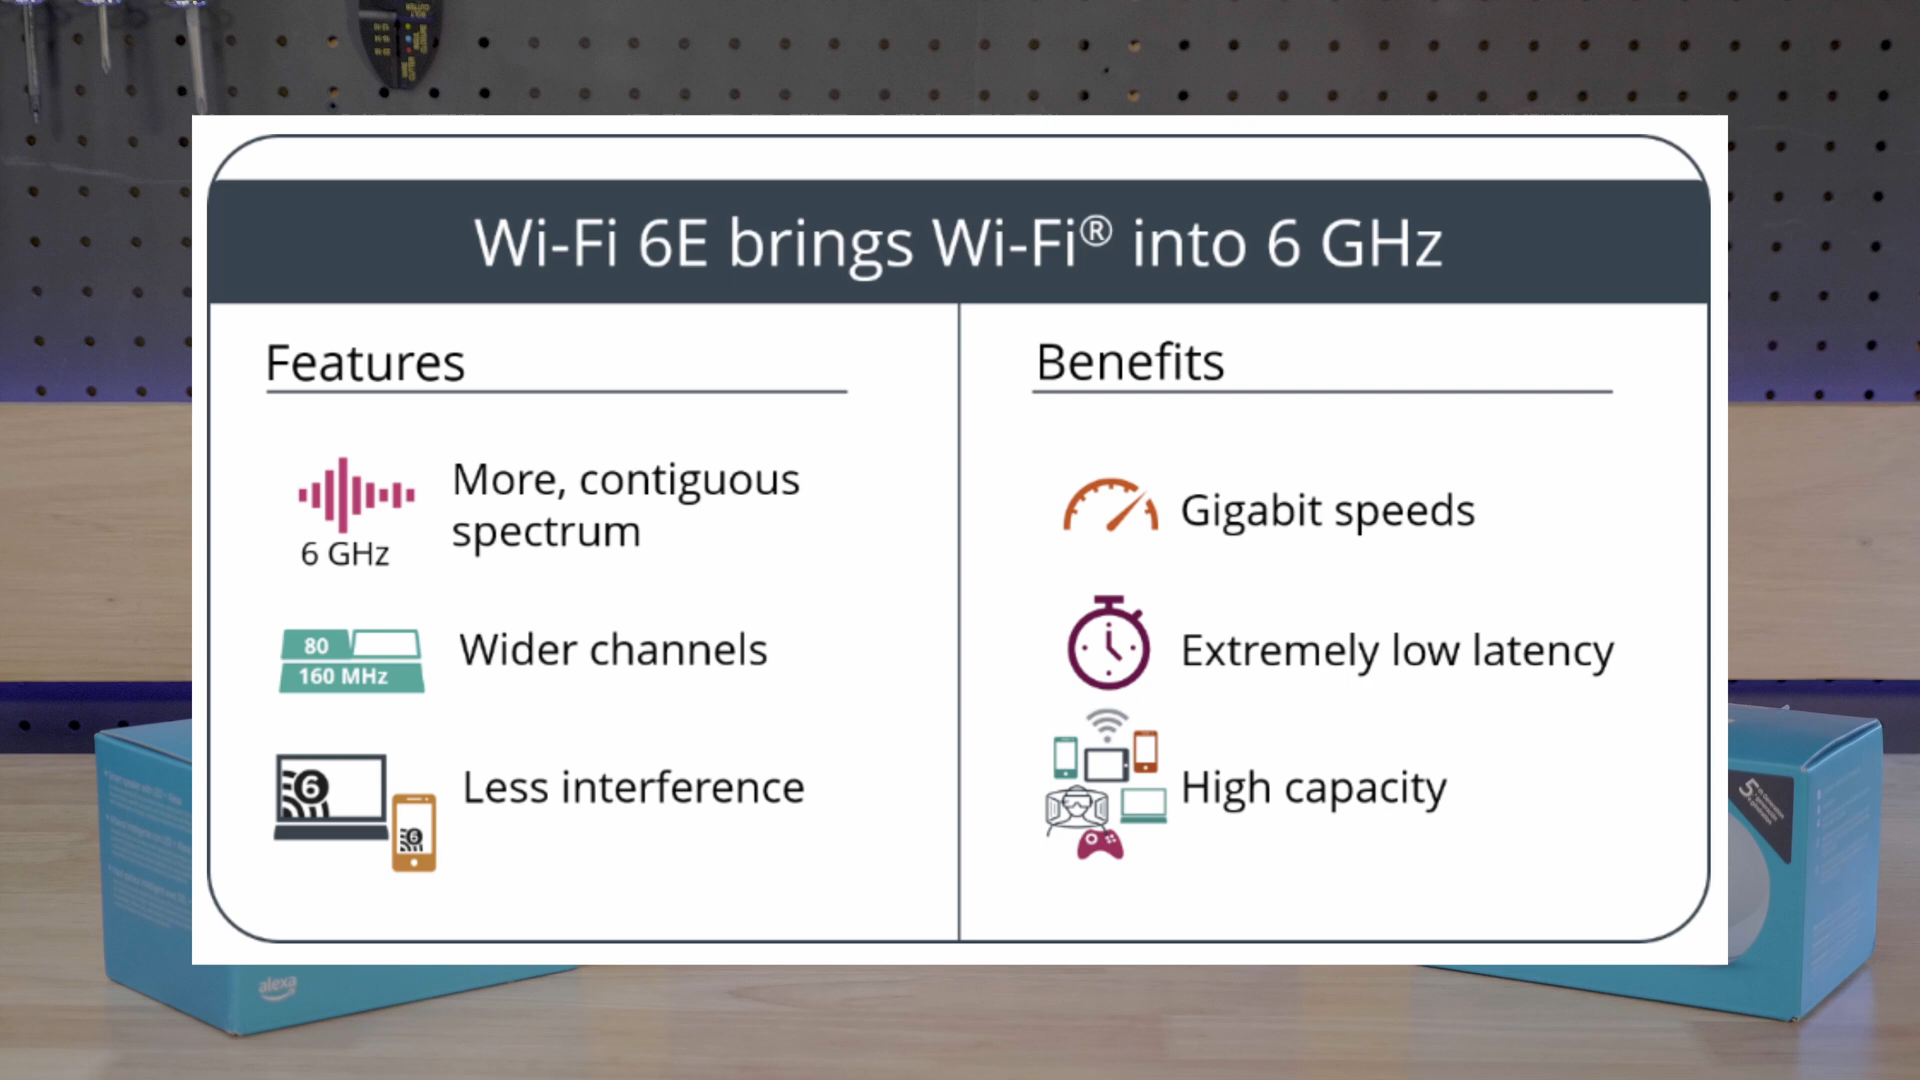 Wi-Fi 6E brings Wi-Fi® into 6 GHz
Features
6 GHz
More, contiguous
spectrum
80
160 MHz
Wider channels
6
6
Less interference
Benefits
Gigabit speeds
Extremely low latency
High capacity
alexa